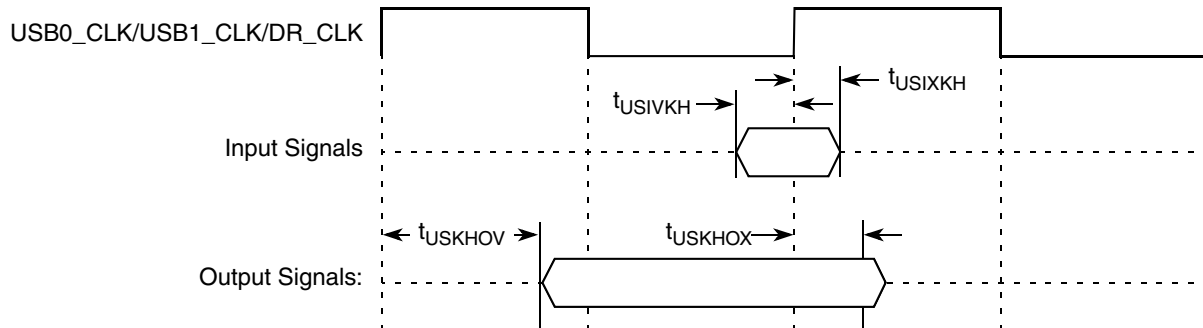 USB0_CLK/USB1_CLK/DR_CLK
tUSIXKH
tUSIVKH
Input Signals
tUSKHOV
tUSKHOX
Output Signals: